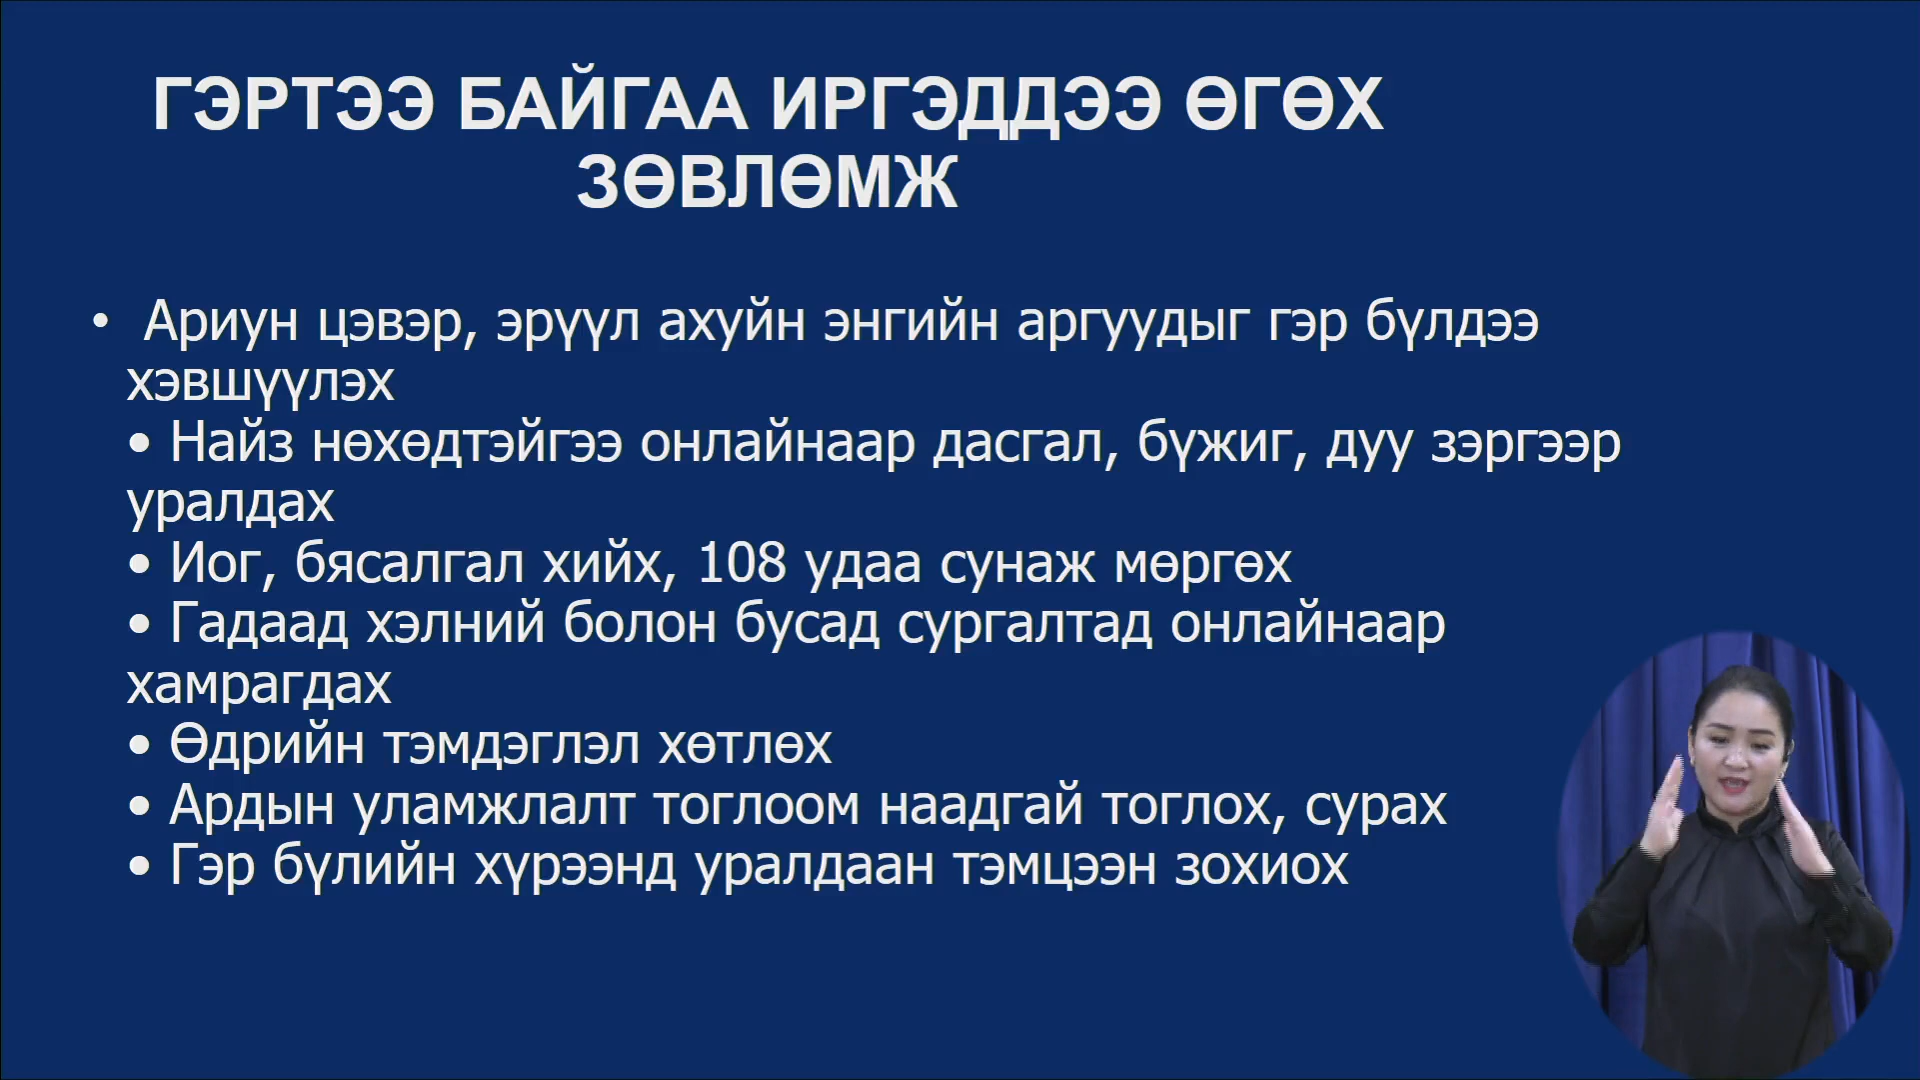 ГЭРТЭЭ БАЙГАА ИРГЭДДЭЭ ӨГӨХ
ЗӨВЛӨМЖ
• Ариун цэвэр, эрүүл ахуйн энгийн аргуудыг гэр бүлдээ
хэвшүүлэх
• Найз нөхөдтэйгээ онлайнаар дасгал, бүжиг, дуу зэргээр
уралдах
• Иог, бясалгал хийх, 108 удаа сунаж мөргөх
• Гадаад хэлний болон бусад сургалтад онлайнаар
хамрагдах
• Өдрийн тэмдэглэл хөтлөх
• Ардын уламжлалт тоглоом наадгай тоглох, сурах
• Гэр бүлийн хүрээнд уралдаан тэмцээн зохиох